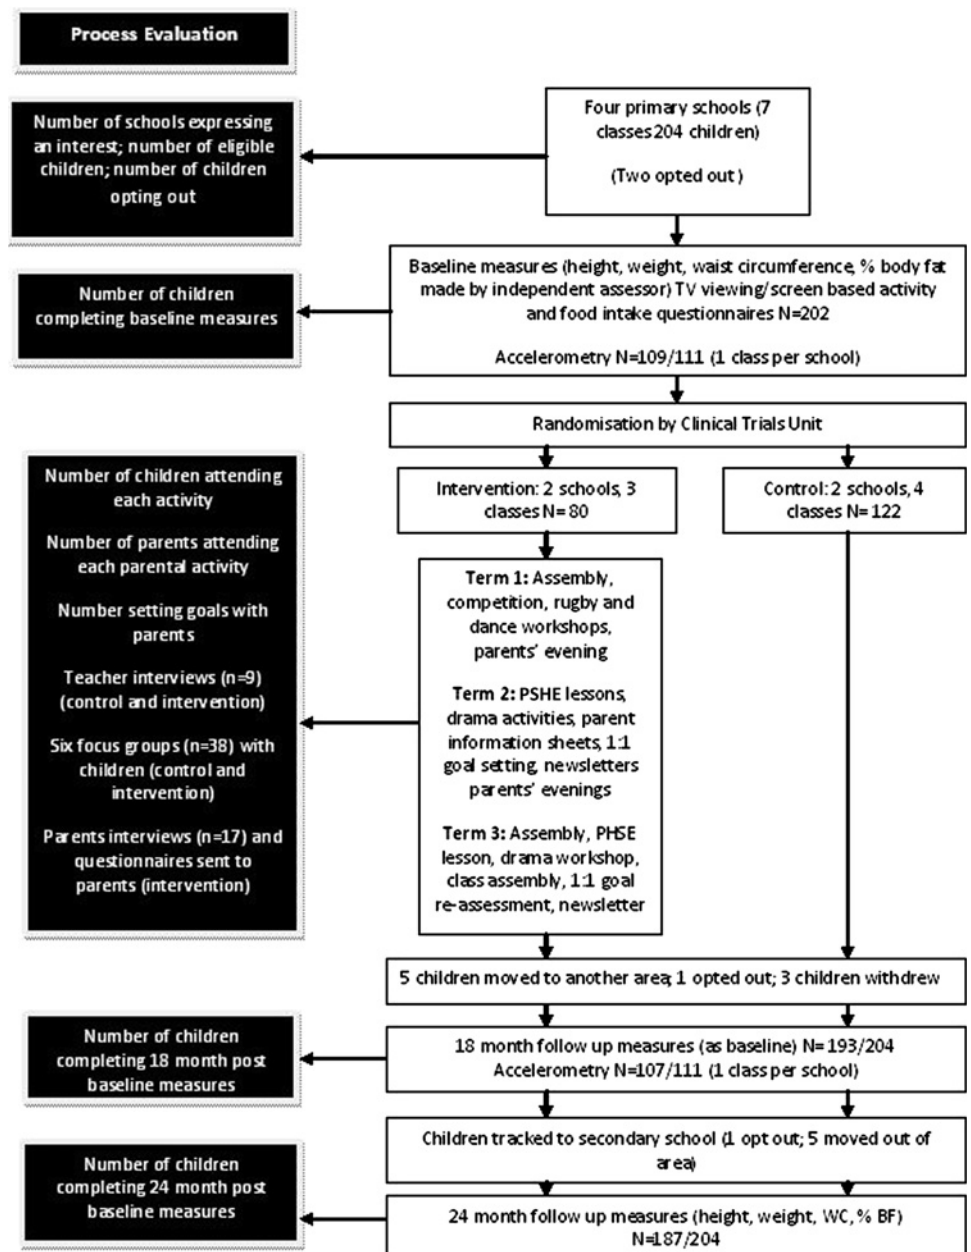 Process Evaluation
Number of schools expressing
an interest; number of eligible
children; number of children
opting out
Four primary schools (7
classes 204 children)
(Two opted out )
Number of children
completing baseline measures
Baseline measures (height, weight, waist circumference, % body fat
made by independent assessor) TV viewing/screen based activity
and food intake questionnaires N=202
Accelerometry N=109/111 (1 class per school)
Randomisation by Clinical Trials Unit
Intervention: 2 schools, 3
classes N= 80
Control: 2 schools, 4
classes N= 122
Number of children attending
each activity
Number of parents attending
each parental activity
Number setting goals with
parents
Teacher interviews (n=9)
(control and intervention)
Six focus groups (n=38) with
children (control and
intervention)
Parents interviews (n=17) and
questionnaires sent to
parents (intervention)
Term 1: Assembly,
competition, rugby and
dance workshops,
parents' evening
Term 2: PSHE lessons,
drama activities, parent
information sheets, 1:1
goal setting, newsletters
parents' evenings
Term 3: Assembly, PHSE
lesson, drama workshop,
class assembly, 1:1 goal
re-assessment, newsletter
5 children moved to another area; 1 opted out; 3 children withdrew
Number of children
completing 18 month post
baseline measures
18 month follow up measures (as baseline) N= 193/204
Accelerometry N=107/111 (1 class per school)
Children tracked to secondary school (1 opt out; 5 moved out of
area)
Number of children
completing 24 month post
baseline measures
24 month follow up measures (height, weight, WC, % BF)
N=187/204